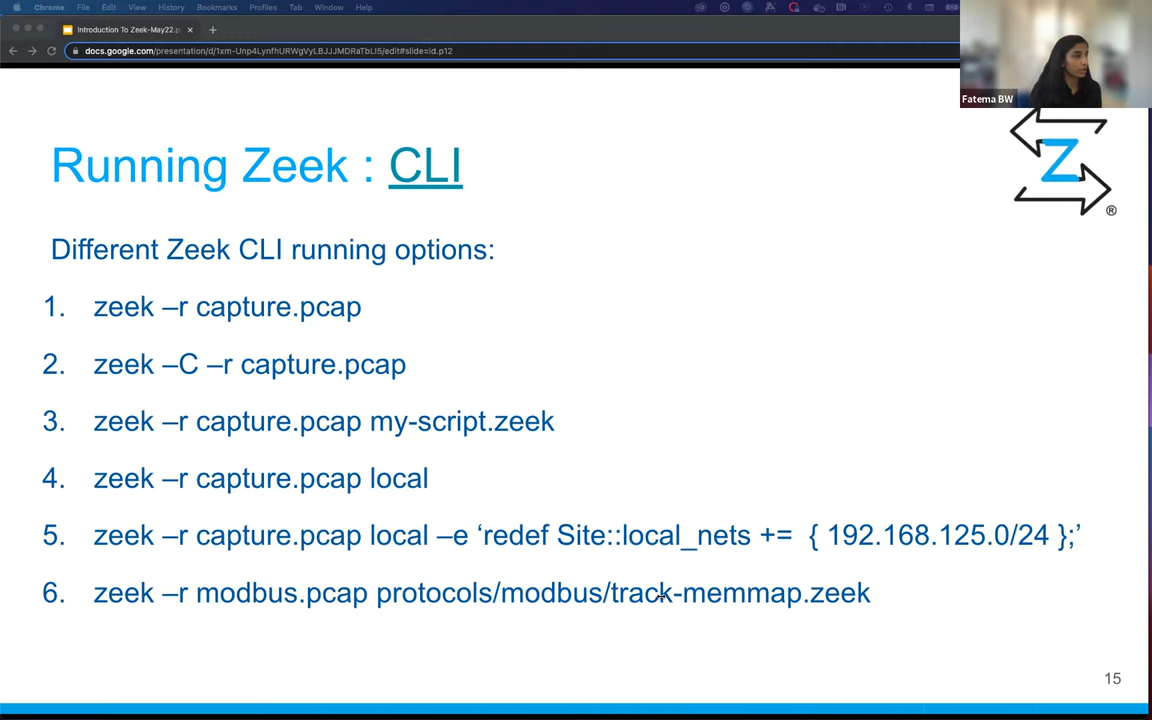 Chrome File Edit View History Bookmarks Profiles Tab Window Help
Introduction To Zeek-May22.p
docs.google.com/presentation/d/1xm-Unp4LynfhURWgVyLBJJJMDRaTbLI5/edit#slide=id.p12
Fatema BW
Running Zeek : CLI
Z
®
Different Zeek CLI running options:
1. zeek –r capture.pcap
2. zeek –C –r capture.pcap
3. zeek –r capture.pcap my-script.zeek
4. zeek –r capture.pcap local
5. zeek –r capture.pcap local –e ‘redef Site::local_nets += { 192.168.125.0/24 };’
6. zeek –r modbus.pcap protocols/modbus/track-memmap.zeek
15